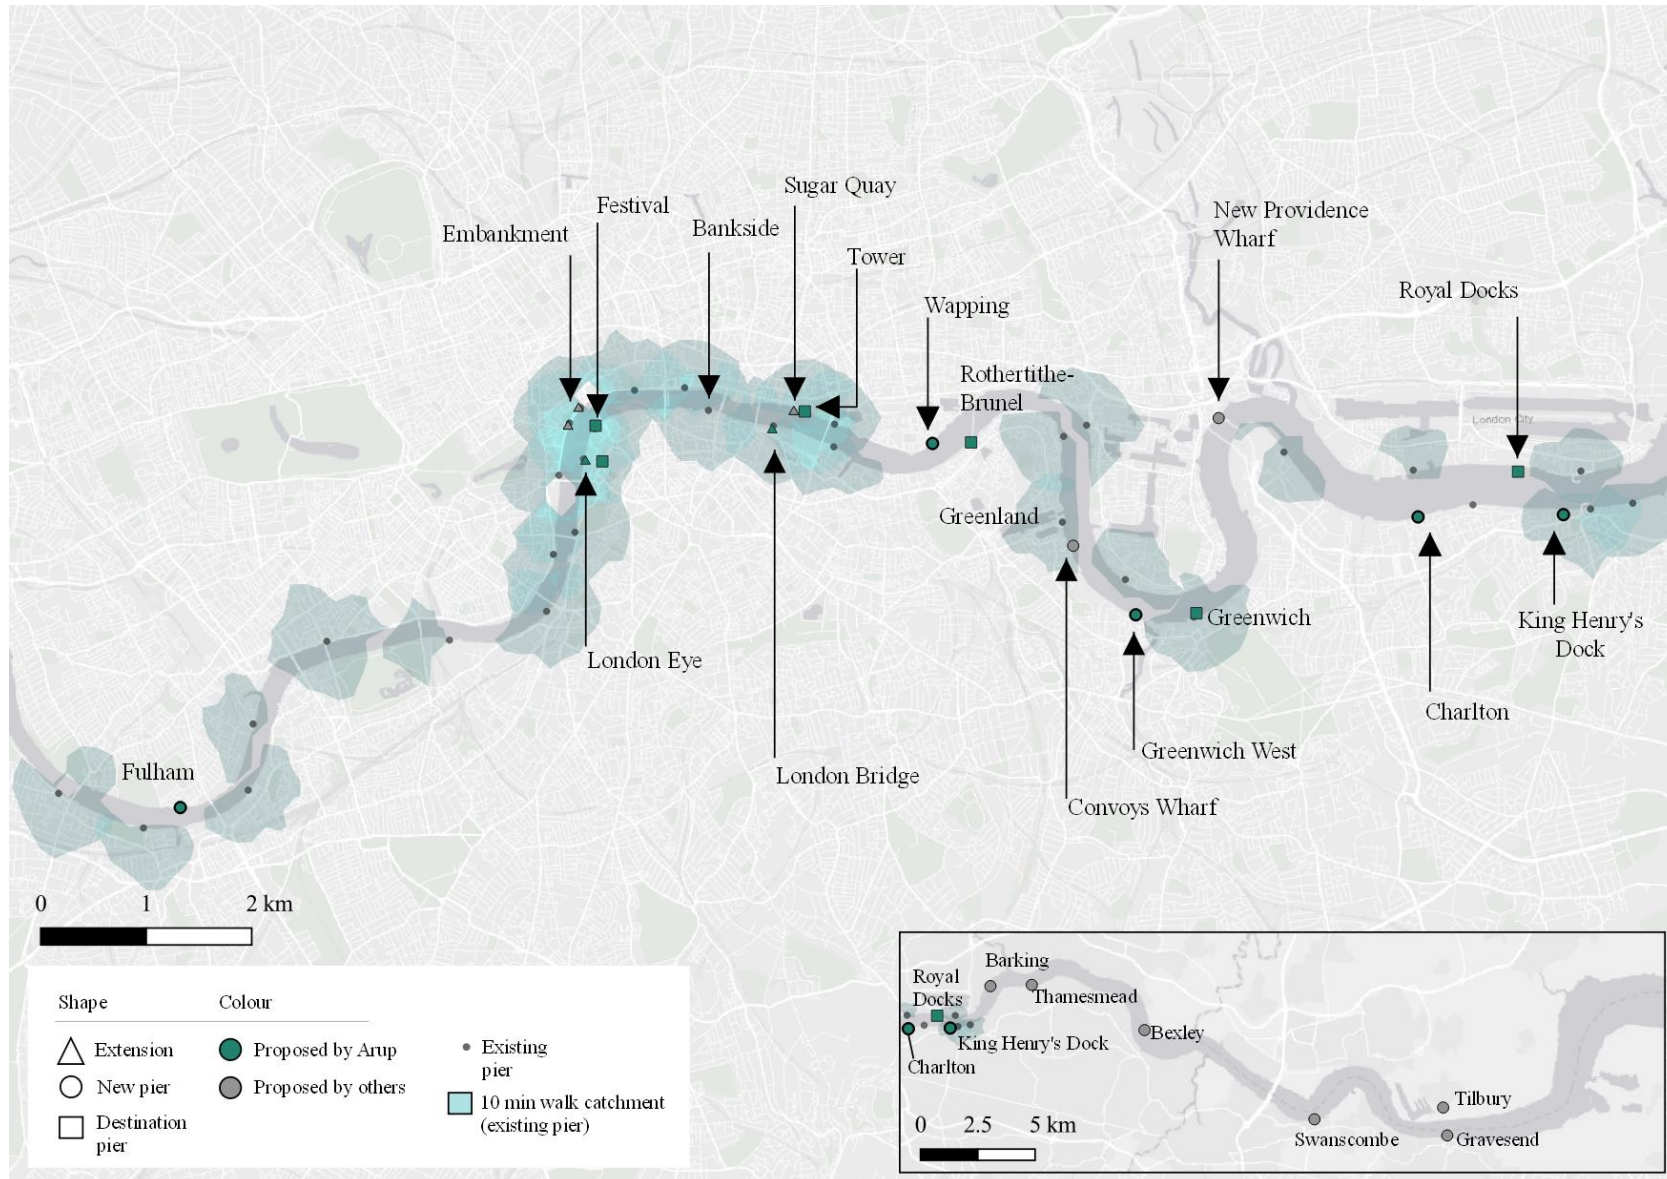 Sugar Quay
Festival
Embankment
Bankside
Tower
New Providence
Wharf
Royal Docks
Wapping
Rothertithe-
Brunel
London City
Greenland
Greenwich
King Henry's
Dock
London Eye
Charlton
Greenwich West
London Bridge
Fulham
Convoys Wharf
0 1 2 km
Shape
Colour
Extension
New pier
Destination
pier
Proposed by Arup
Proposed by others
Existing
pier
10 min walk catchment
(existing pier)
Barking
Royal
Docks
Thamesmead
Bexley
King Henry's Dock
Charlton
Tilbury
Swanscombe
Gravesend
0 2.5 5 km